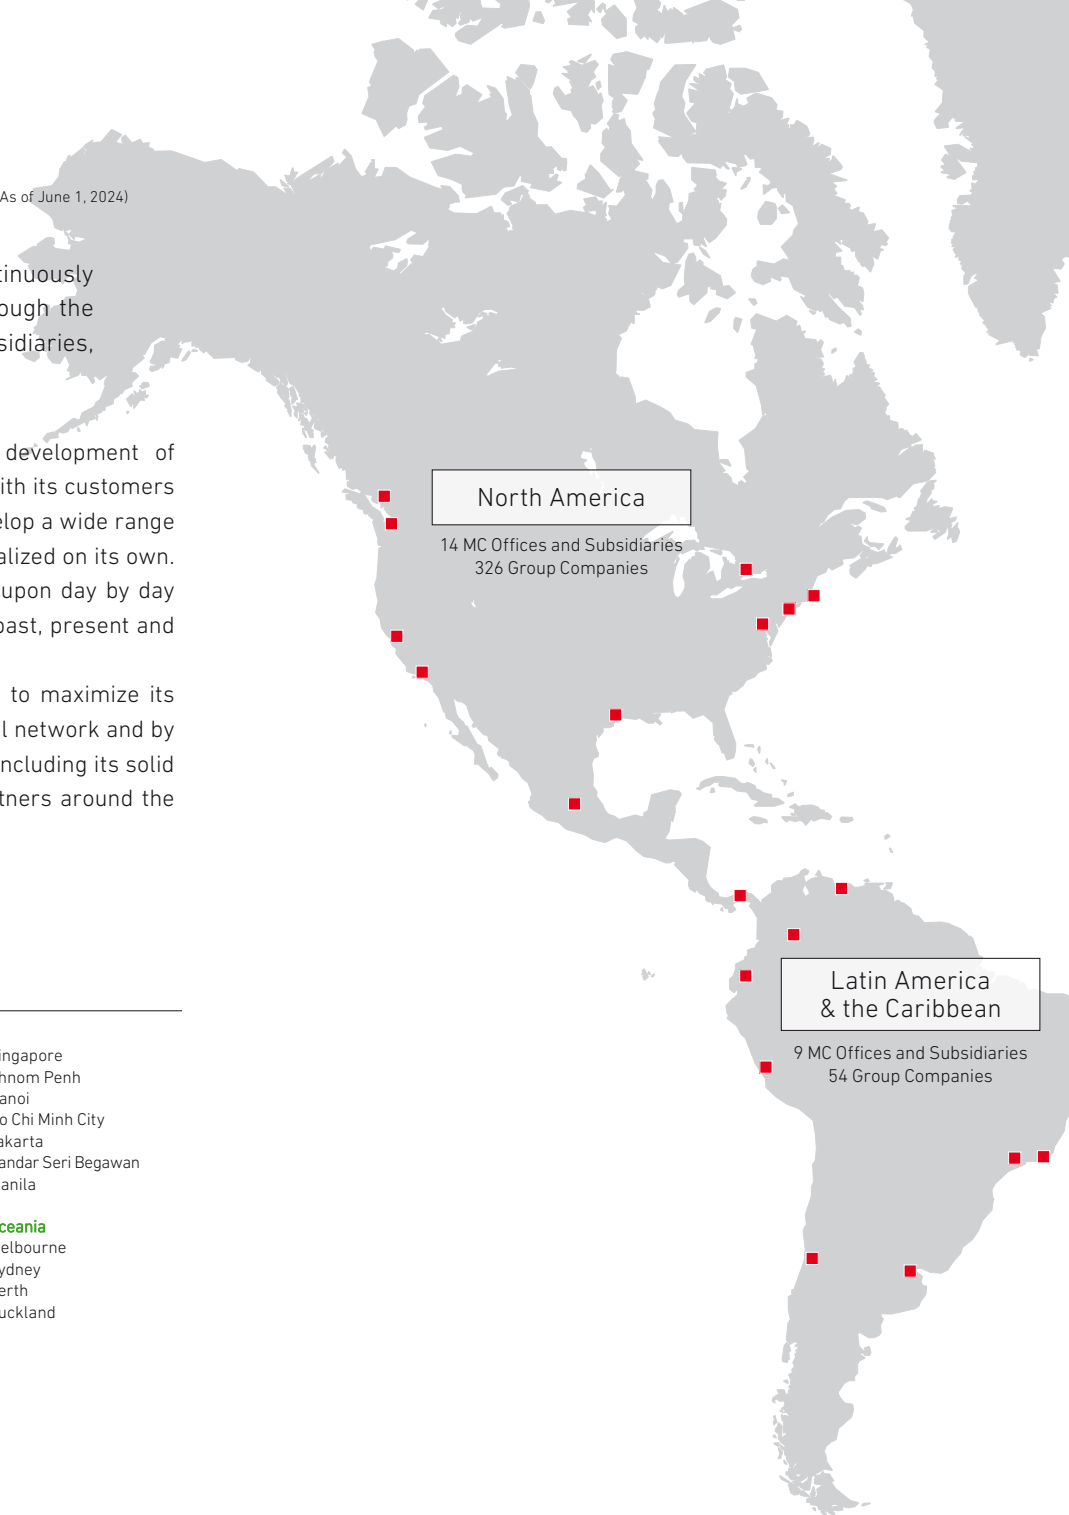 As of June 1, 2024)
tinuously
ough the
sidiaries,
development of
ith its customers
elop a wide range
alized on its own.
upon day by day
past, present and
to maximize its
l network and by
ncluding its solid
tners around the
North America
14 MC Offices and Subsidiaries
326 Group Companies
Latin America
& the Caribbean
9 MC Offices and Subsidiaries
54 Group Companies
ingapore
hnom Penh
anoi
o Chi Minh City
akarta
andar Seri Begawan
anila
ceania
elbourne
ydney
erth
uckland